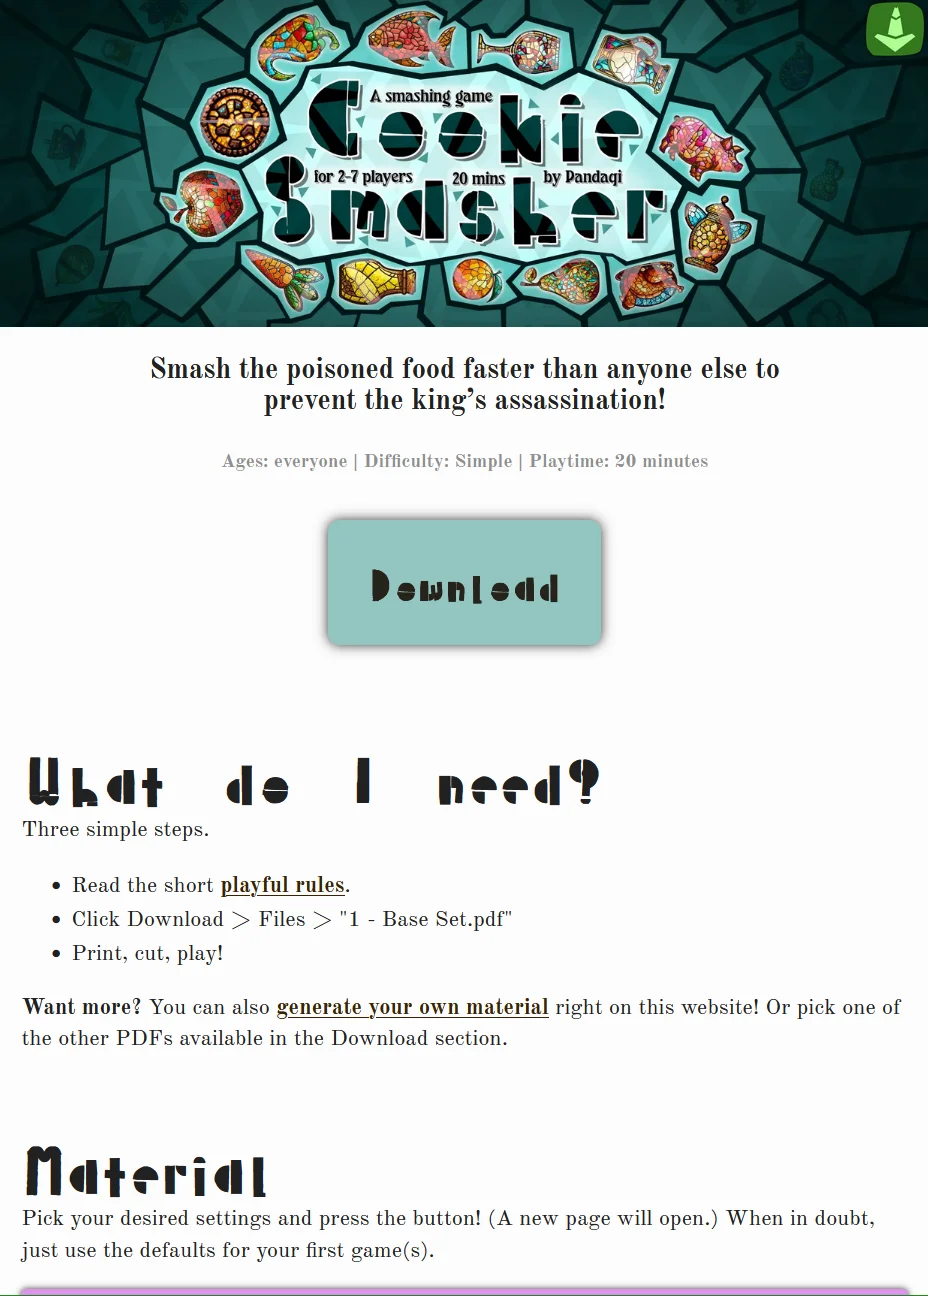 A smashing game
Cookie
for 2-7 players 20 mins by Pandaqi
Smasher
Smash the poisoned food faster than anyone else to
prevent the king’s assassination!
Ages: everyone | Difficulty: Simple | Playtime: 20 minutes
Download
What do I need?
Three simple steps.
Read the short playful rules.
Click Download > Files > "1 - Base Set.pdf"
Print, cut, play!
Want more? You can also generate your own material right on this website! Or pick one of
the other PDFs available in the Download section.
Material
Pick your desired settings and press the button! (A new page will open.) When in doubt,
just use the defaults for your first game(s).